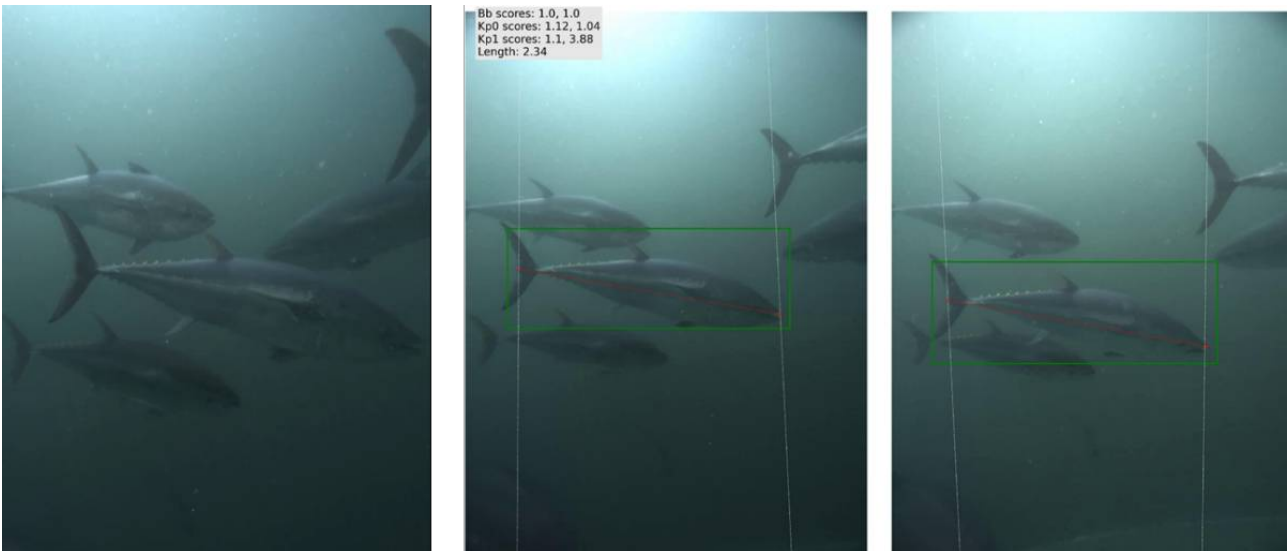 Bb scores: 1.0, 1.0
Kp0 scores: 1.12, 1.04
Kp1 scores: 1.1, 3.88
Length: 2.34